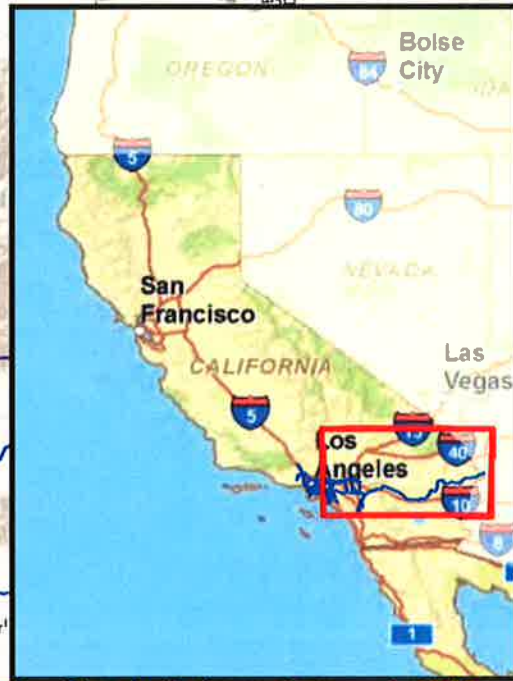 Boise
City
OREGON
84
IDA
5
80
NEVADA
San
Francisco
CALIFORNIA
Las
Vegas
5
15
Los
Angeles
40
10
8
1